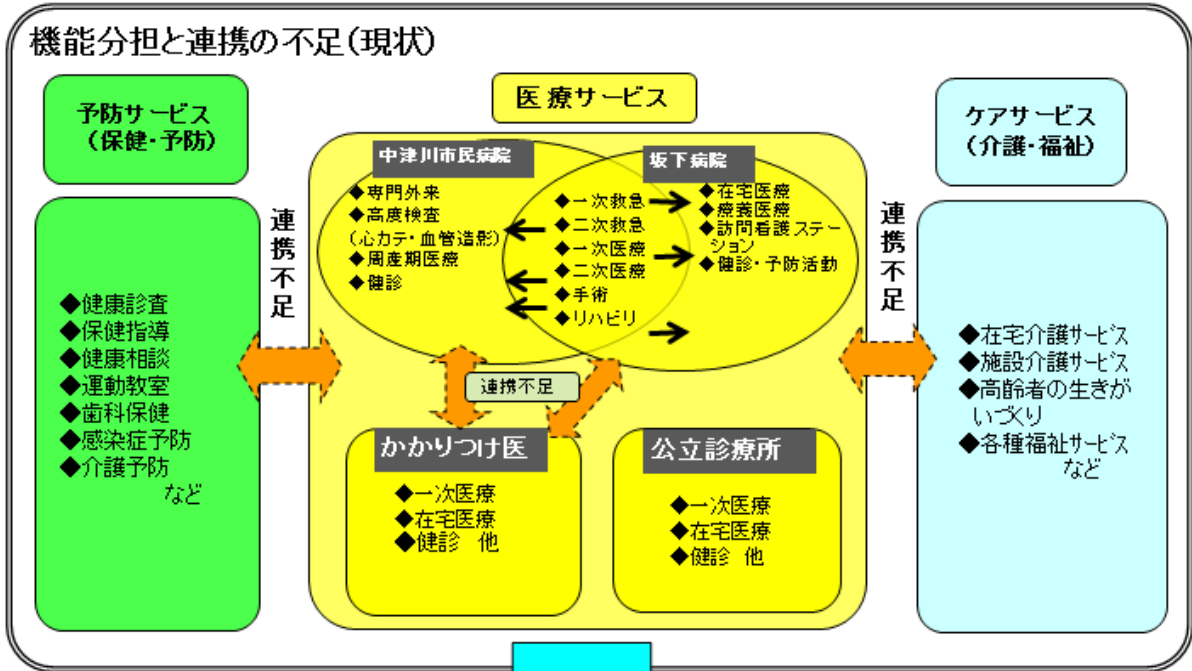 機能分担と連携の不足(現状)
予防サービス
(保健・予防)
連携不足
◆健康診査
◆保健指導
◆健康相談
◆運動教室
◆歯科保健
◆感染症予防
◆介護予防
など
医療サービス
中津川市民病院
◆専門外来
◆高度検査
(心カテ・血管造影)
◆周産期医療
◆健診
◆一次救急
◆二次救急
◆一次医療
◆二次医療
◆手術
◆リハビリ
坂下病院
◆在宅医療
◆療養医療
◆訪問看護ステー
ション
◆健診・予防活動
連携不足
かかりつけ医
◆一次医療
◆在宅医療
◆健診 他
公立診療所
◆一次医療
◆在宅医療
◆健診 他
ケアサービス
(介護・福祉)
連携不足
◆在宅介護サービス
◆施設介護サービス
◆高齢者の生きが
いづくり
◆各種福祉サービス
など